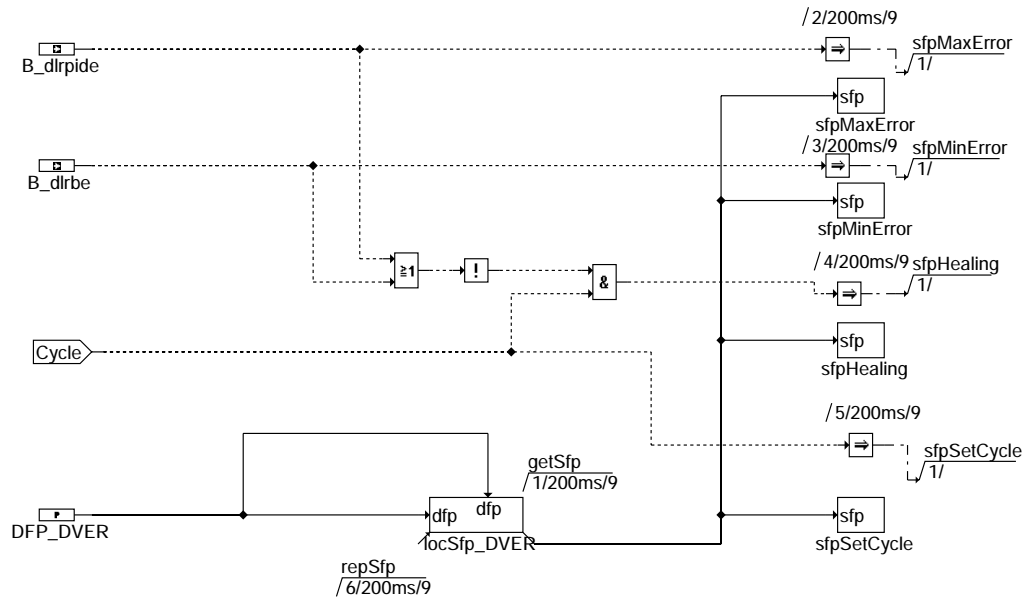 /2/200ms/9
sfpMaxError
1/
B_dlrpide
sfp
sfpMaxError
/3/200ms/9
sfpMinError
1/
B_dlrbe
sfp
sfpMinError
≥1
!
&
/4/200ms/9
sfpHealing
1/
Cycle
sfp
sfpHealing
/5/200ms/9
sfpSetCycle
1/
getSfp
/1/200ms/9
dfp
dfp
P
DFP_DVER
locSfp_DVER
sfp
sfpSetCycle
repSfp
/6/200ms/9